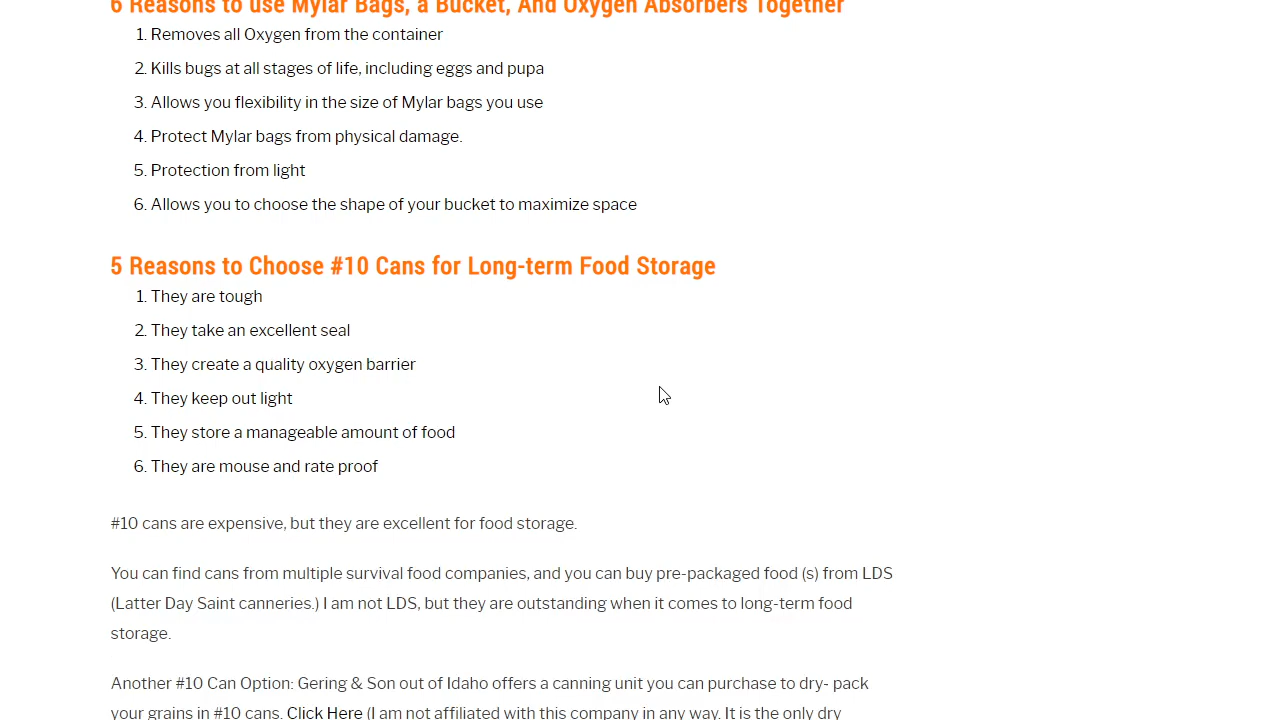 6 Reasons to use Mylar Bags, a Bucket, And Oxygen Absorbers Together
1. Removes all Oxygen from the container
2. Kills bugs at all stages of life, including eggs and pupa
3. Allows you flexibility in the size of Mylar bags you use
4. Protect Mylar bags from physical damage.
5. Protection from light
6. Allows you to choose the shape of your bucket to maximize space
5 Reasons to Choose #10 Cans for Long-term Food Storage
1. They are tough
2. They take an excellent seal
3. They create a quality oxygen barrier
4. They keep out light
5. They store a manageable amount of food
6. They are mouse and rate proof
#10 cans are expensive, but they are excellent for food storage.
You can find cans from multiple survival food companies, and you can buy pre-packaged food (s) from LDS
(Latter Day Saint canneries.) I am not LDS, but they are outstanding when it comes to long-term food
storage.
Another #10 Can Option: Gering & Son out of Idaho offers a canning unit you can purchase to dry- pack
your grains in #10 cans. Click Here (I am not affiliated with this company in any way. It is the only dry